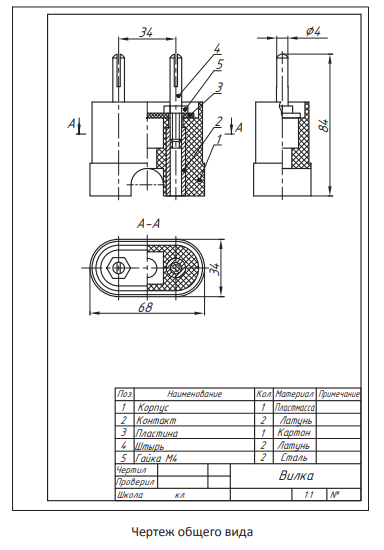 34
4
5
3
2
1
A
A
ø4
84
A-A
34
68
Поз. Наименование Кол. Материал Примечание
1 Корпус 1 Пластмасса
2 Контакт 2 Латунь
3 Пластина 1 Картон
4 Штырь 2 Латунь
5 Гайка М4 2 Сталь
Чертил
Вилка
Проверил
Школа кл. 1:1 №
Чертеж общего вида